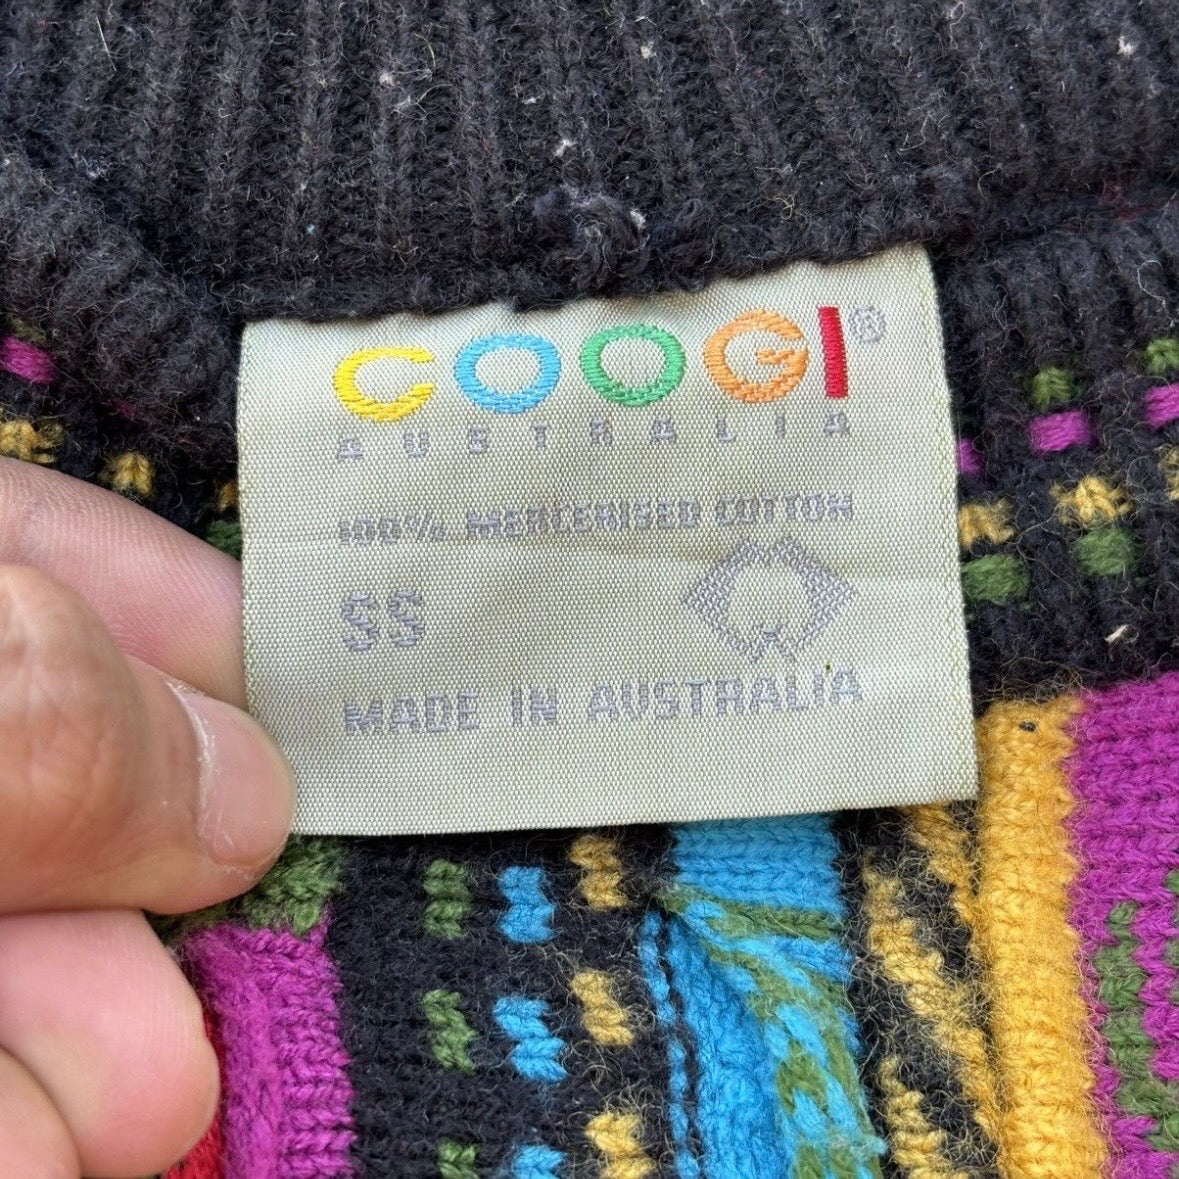 COOGI®
AUSTRALIA
100% MERCERISED COTTON
SS
MADE IN AUSTRALIA